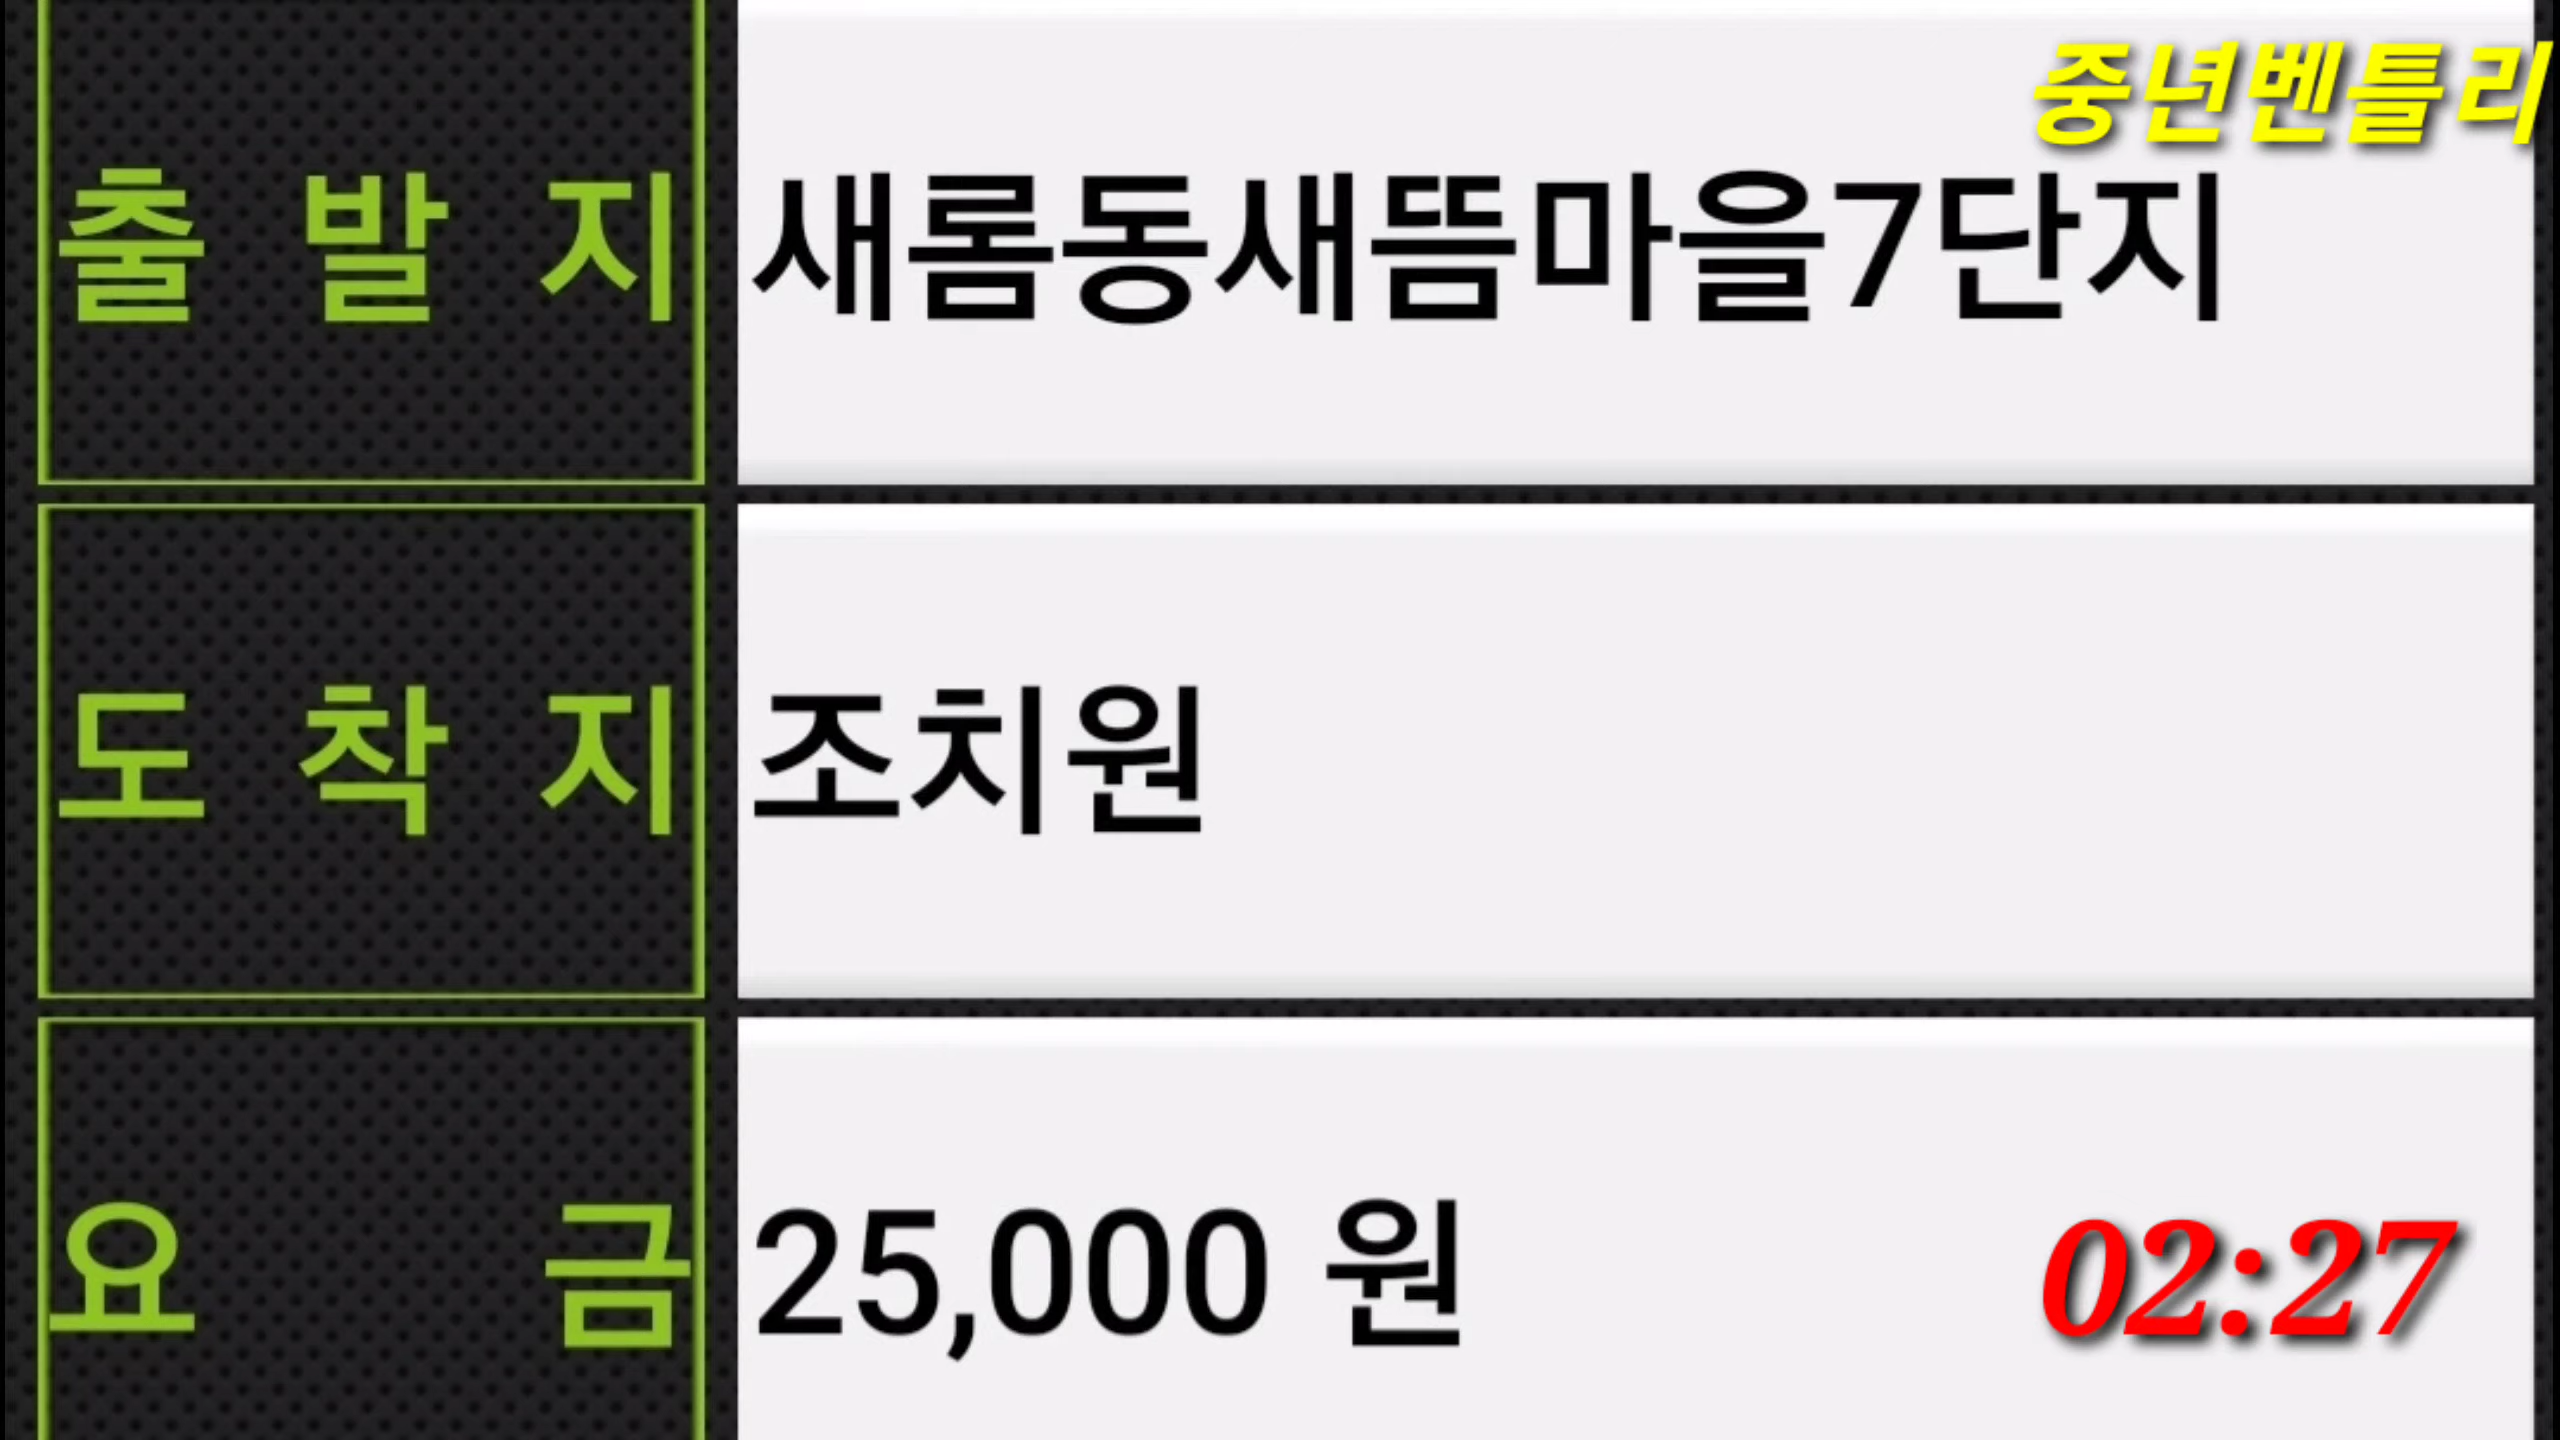 중년벤틀리
출 발 지 새롬동새뜸마을7단지
도 착 지 조치원
요 금 25,000 원 02:27